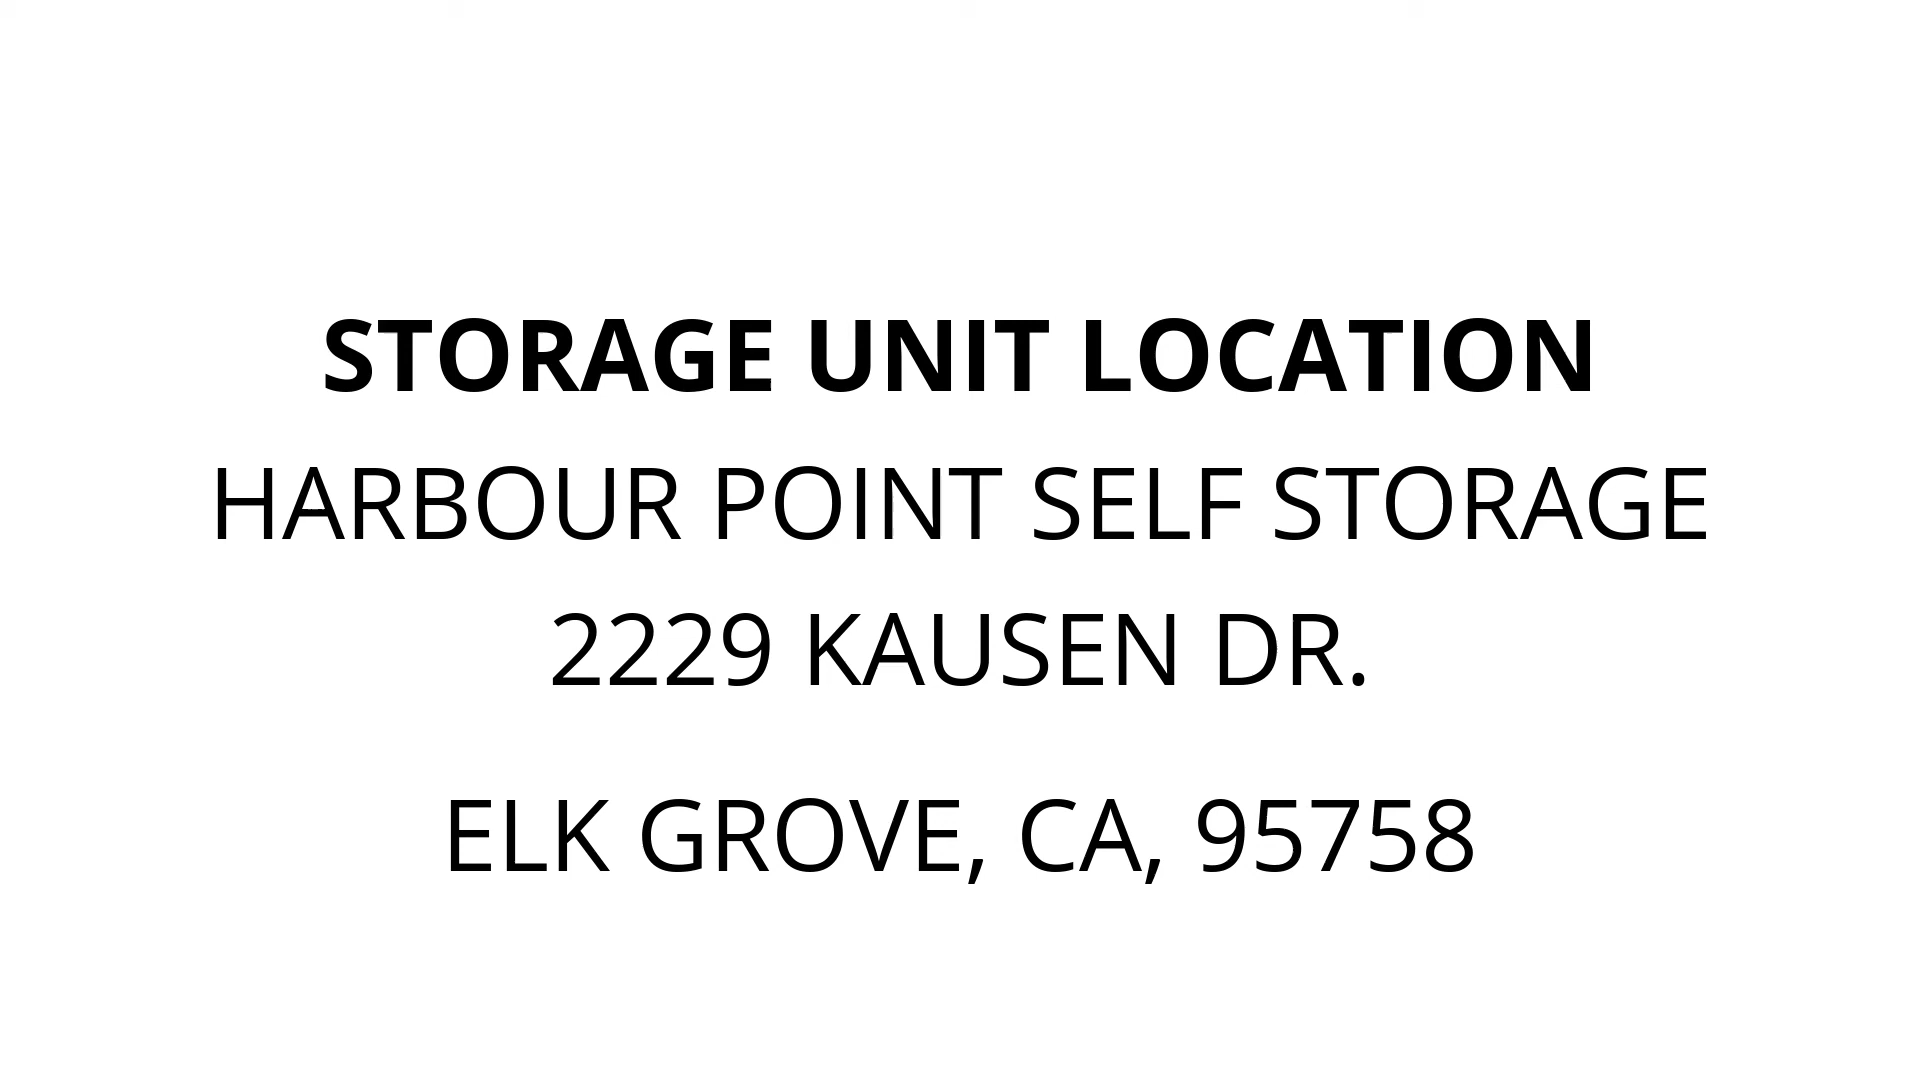 STORAGE UNIT LOCATION
HARBOUR POINT SELF STORAGE
2229 KAUSEN DR.
ELK GROVE, CA, 95758